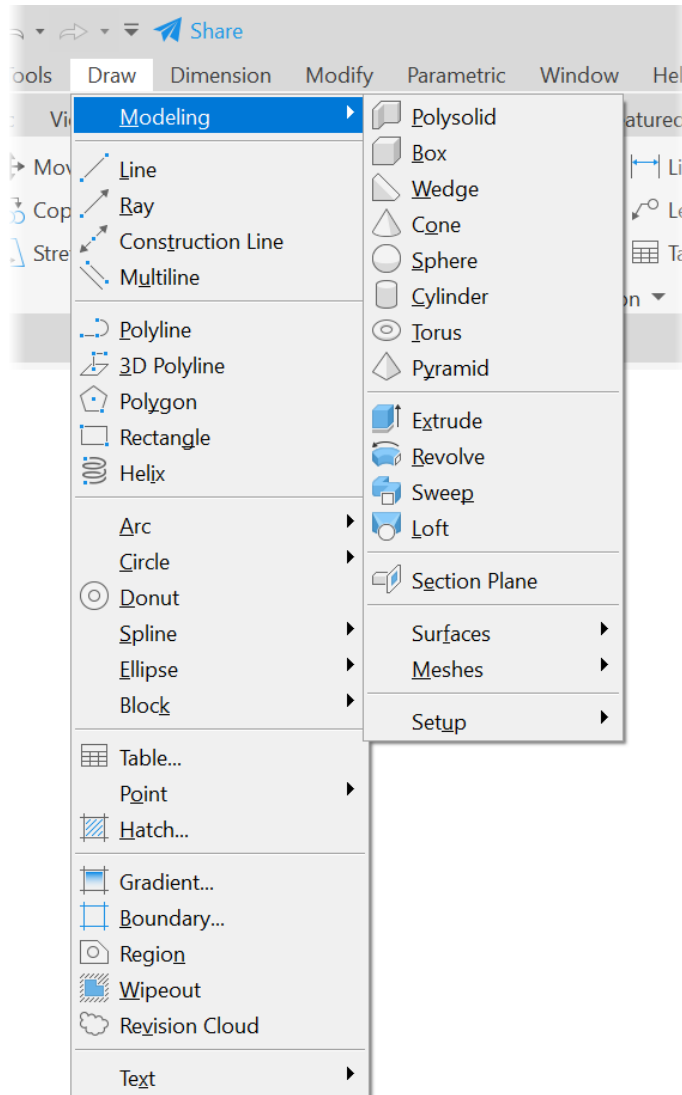 Share
Draw Dimension Modify Parametric Window
Modeling
Line
Ray
Construction Line
Multiline
Polyline
3D Polyline
Polygon
Rectangle
Helix
Arc
Circle
Donut
Spline
Ellipse
Block
Table...
Point
Hatch...
Gradient...
Boundary...
Region
Wipeout
Revision Cloud
Text
Polysolid
Box
Wedge
Cone
Sphere
Cylinder
Torus
Pyramid
Extrude
Revolve
Sweep
Loft
Section Plane
Surfaces
Meshes
Setup